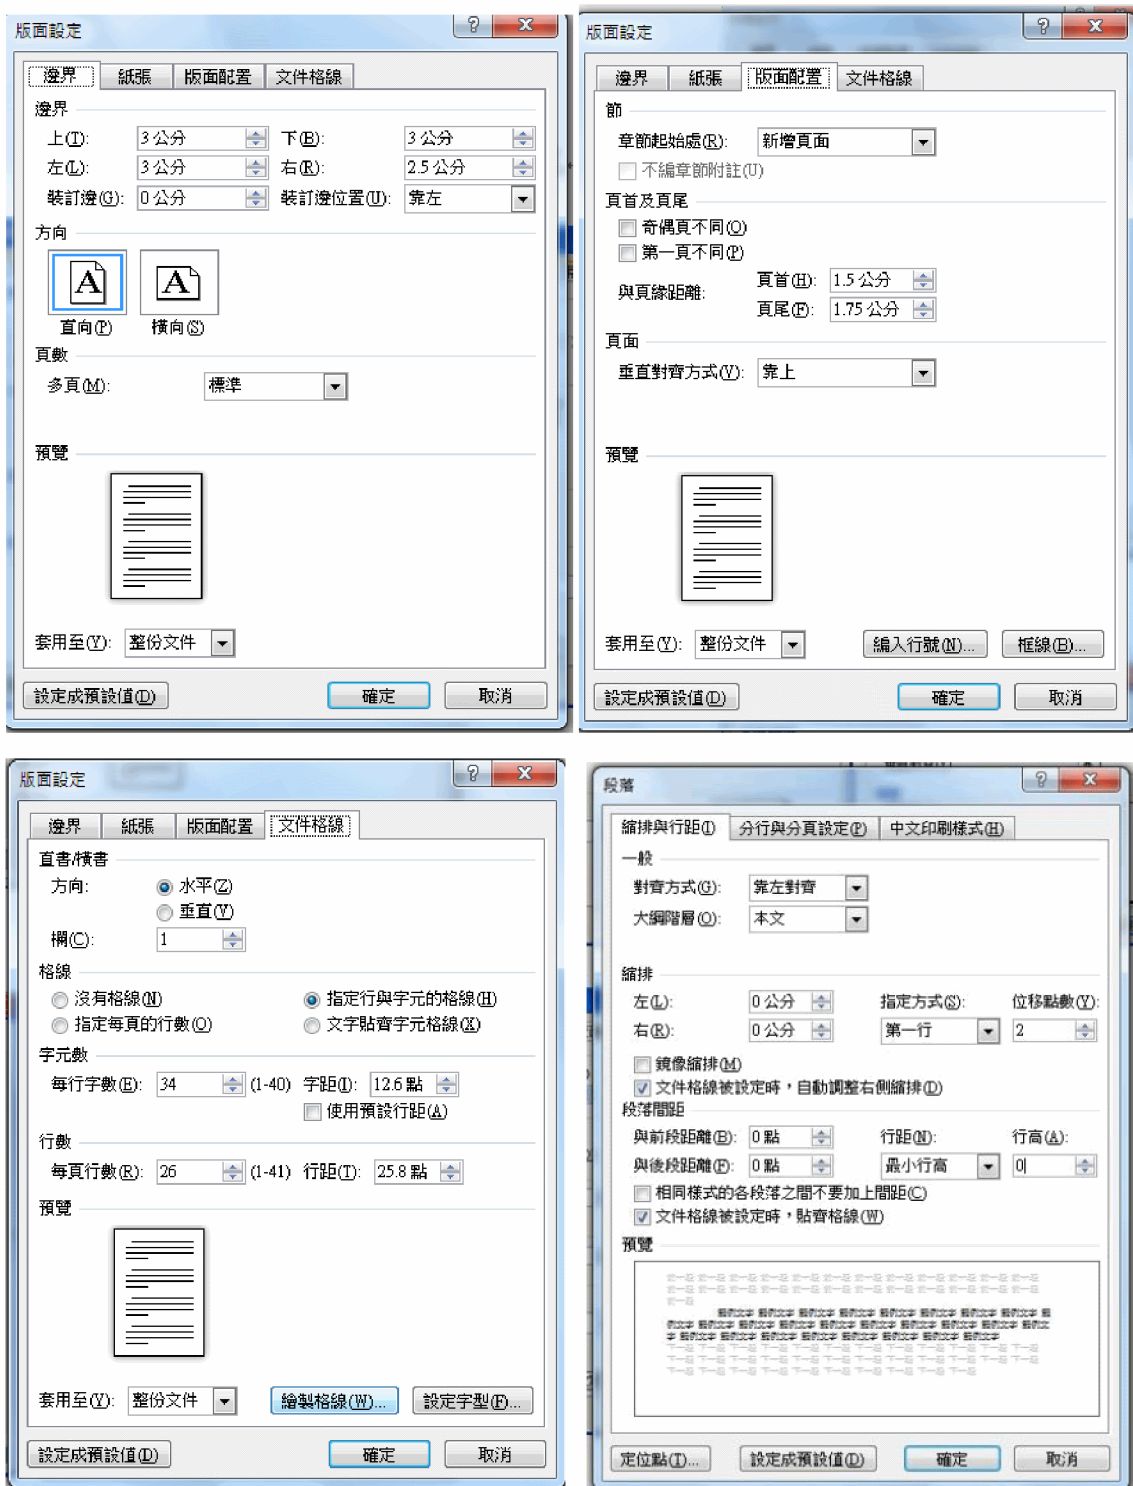 版面設定
邊界 紙張 版面配置 文件格線
邊界
上(T): 3 公分 下(B): 3 公分
左(L): 3 公分 右(R): 2.5 公分
裝訂邊(G): 0 公分 裝訂邊位置(U): 靠左
方向
直向(P) 橫向(S)
頁數
多頁(M): 標準
預覽
套用至(Y): 整份文件
設定成預設值(D) 確定 取消
版面設定
邊界 紙張 版面配置 文件格線
節
章節起始處(R): 新增頁面
不編章節附註(U)
頁首及頁尾
奇偶頁不同(O)
第一頁不同(P)
與頁緣距離: 頁首(H): 1.5 公分
頁尾(F): 1.75 公分
頁面
垂直對齊方式(V): 靠上
預覽
套用至(Y): 整份文件 編入行號(N)... 框線(B)...
設定成預設值(D) 確定 取消
版面設定
邊界 紙張 版面配置 文件格線
直書/橫書
方向: 水平(Z)
垂直(V)
欄(C): 1
格線
沒有格線(N) 指定行與字元的格線(H)
指定每頁的行數(O) 文字貼齊字元格線(X)
字元數
每行字數(E): 34 (1-40) 字距(I): 12.6 點
使用預設行距(A)
行數
每頁行數(R): 26 (1-41) 行距(T): 25.8 點
預覽
套用至(Y): 整份文件 繪製格線(W)... 設定字型(F)...
設定成預設值(D) 確定 取消
段落
縮排與行距(I) 分行與分頁設定(P) 中文印刷樣式(H)
一般
對齊方式(G): 靠左對齊
大綱階層(O): 本文
縮排
左(L): 0 公分 指定方式(S): 位移點數(Y):
右(R): 0 公分 第一行 2
鏡像縮排(M)
文件格線被設定時，自動調整右側縮排(D)
段落間距
與前段距離(B): 0 點 行距(N): 行高(A):
與後段距離(F): 0 點 最小行高 0
相同樣式的各段落之間不要加上間距(C)
文件格線被設定時，貼齊格線(W)
預覽
定位點(T)... 設定成預設值(D) 確定 取消